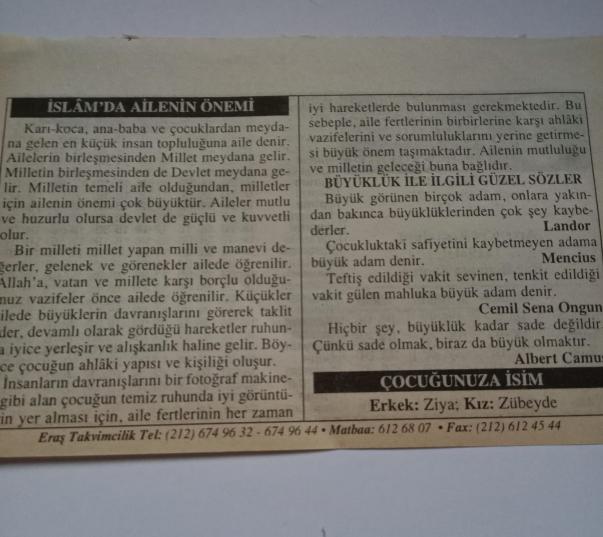 İSLÂM'DA AİLENİN ÖNEMİ
Karı-koca, ana-baba ve çocuklardan meyda-
na gelen en küçük insan topluluğuna aile denir.
Ailelerin birleşmesinden Millet meydana gelir.
Milletin birleşmesinden de Devlet meydana ge-
lir. Milletin temeli aile olduğundan, milletler
için ailenin önemi çok büyüktür. Aileler mutlu
ve huzurlu olursa devlet de güçlü ve kuvvetli
olur.
Bir milleti millet yapan milli ve manevi de-
ğerler, gelenek ve görenekler ailede öğrenilir.
Allah'a, vatan ve millete karşı borçlu olduğu-
nuz vazifeler önce ailede öğrenilir. Küçükler
ilede büyüklerin davranışlarını görerek taklit
der, devamlı olarak gördüğü hareketler ruhun-
a iyice yerleşir ve alışkanlık haline gelir. Böy-
ce çocuğun ahlâki yapısı ve kişiliği oluşur.
İnsanların davranışlarını bir fotoğraf makine-
gibi alan çocuğun temiz ruhunda iyi görüntü-
in yer alması için, aile fertlerinin her zaman
iyi hareketlerde bulunması gerekmektedir. Bu
sebeple, aile fertlerinin birbirlerine karşı ahlâki
vazifelerini ve sorumluluklarını yerine getirme-
si büyük önem taşımaktadır. Ailenin mutluluğu
ve milletin geleceği buna bağlıdır.
BÜYÜKLÜK İLE İLGİLİ GÜZEL SÖZLER
Büyük görünen birçok adam, onlara yakın-
dan bakınca büyüklüklerinden çok şey kaybe-
derler. Landor
Çocukluktaki safiyetini kaybetmeyen adama
büyük adam denir. Mencius
Teftiş edildiği vakit sevinen, tenkit edildiği
vakit gülen mahluka büyük adam denir.
Cemil Sena Ongun
Hiçbir şey, büyüklük kadar sade değildir.
Çünkü sade olmak, biraz da büyük olmaktır.
Albert Camus
ÇOCUĞUNUZA İSİM
Erkek: Ziya; Kız: Zübeyde
Eraş Takvimcilik Tel: (212) 674 96 32 - 674 96 44 • Matbaa: 612 68 07 • Fax: (212) 612 45 44